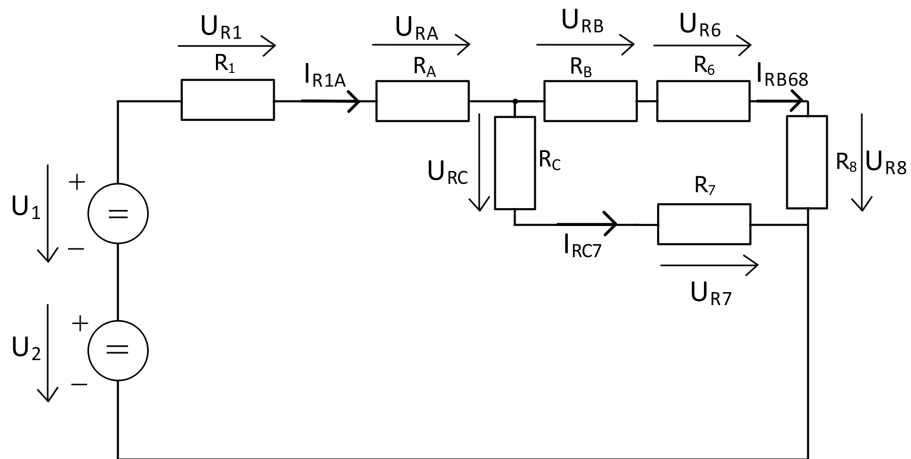 U_R1
U_RA
U_RB
U_R6
R_1
I_R1A
R_A
R_B
R_6
I_RB68
U_RC
R_C
R_8
U_R8
R_7
I_RC7
U_R7
U_1
+
=
−
U_2
+
=
−